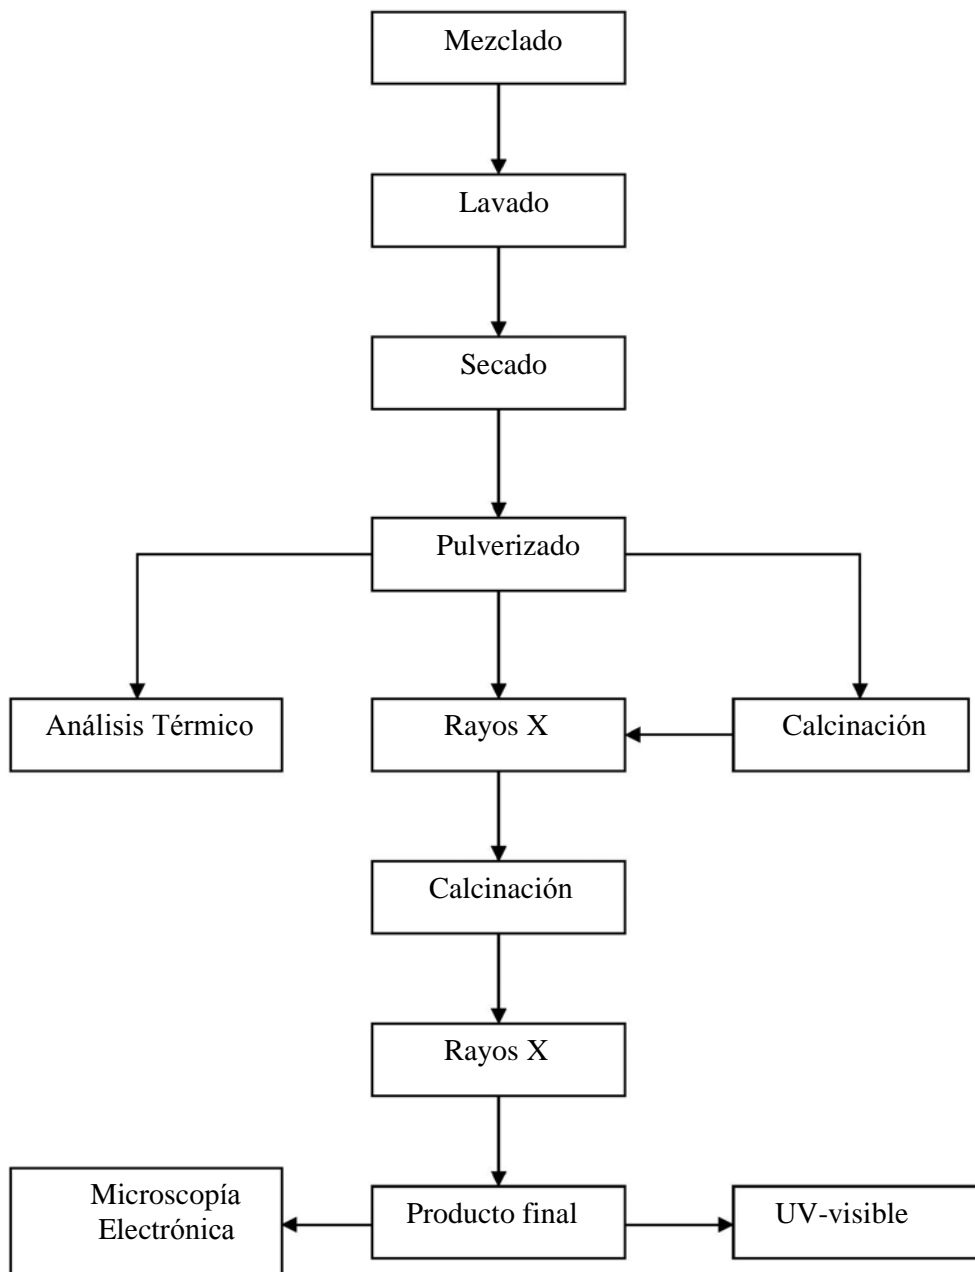 Mezclado
Lavado
Secado
Pulverizado
Análisis Térmico
Rayos X
Calcinación
Calcinación
Rayos X
Microscopía
Electrónica
Producto final
UV-visible